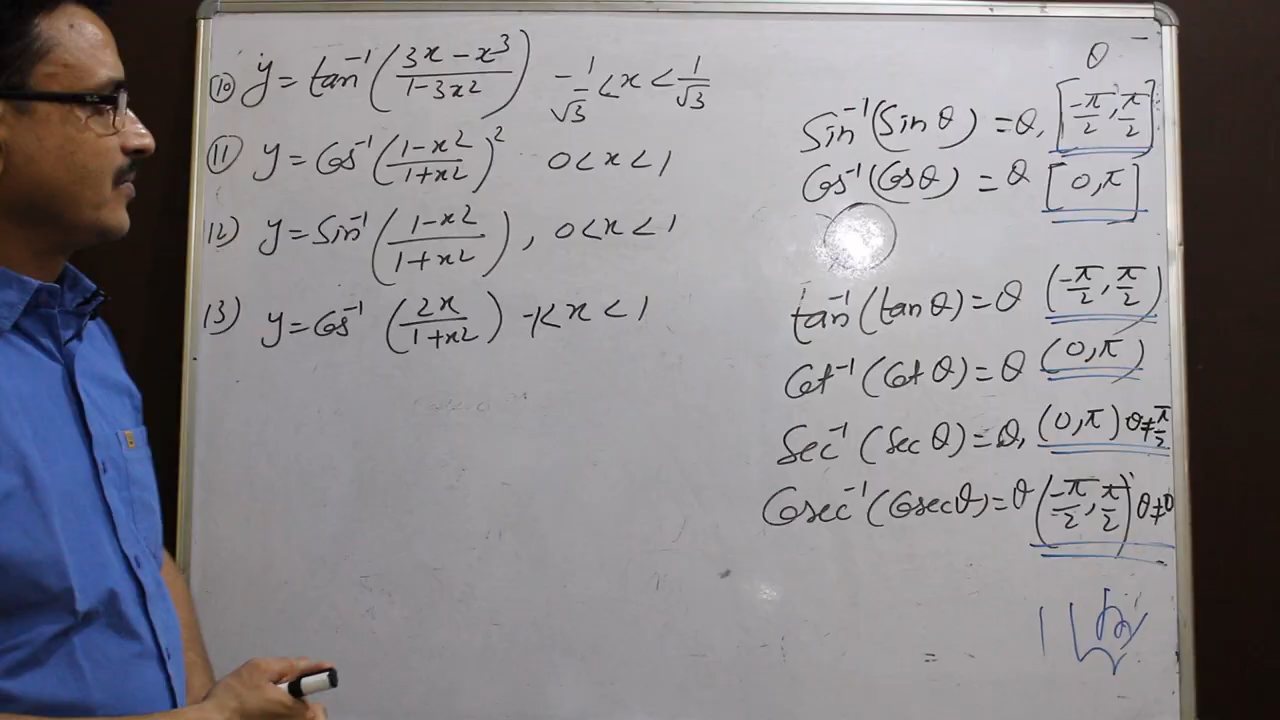 10) y = tan⁻¹ ( (3x - x³) / (1 - 3x²) )   -1/√3 < x < 1/√3
11) y = Cos⁻¹ ( (1 - x²) / (1 + x²) )²   0 < x < 1
12) y = Sin⁻¹ ( (1 - x²) / (1 + x²) ), 0 < x < 1
13) y = Cos⁻¹ ( 2x / (1 + x²) )   -1 < x < 1
θ
Sin⁻¹(Sin θ) = θ, [-π/2, π/2]
Cos⁻¹(Cos θ) = θ [0, π]
tan⁻¹(tan θ) = θ (-π/2, π/2)
Cot⁻¹(Cot θ) = θ (0, π)
Sec⁻¹(Sec θ) = θ, (0, π) θ ≠ π/2
Cosec⁻¹(Cosec θ) = θ (-π/2, π/2) θ ≠ 0